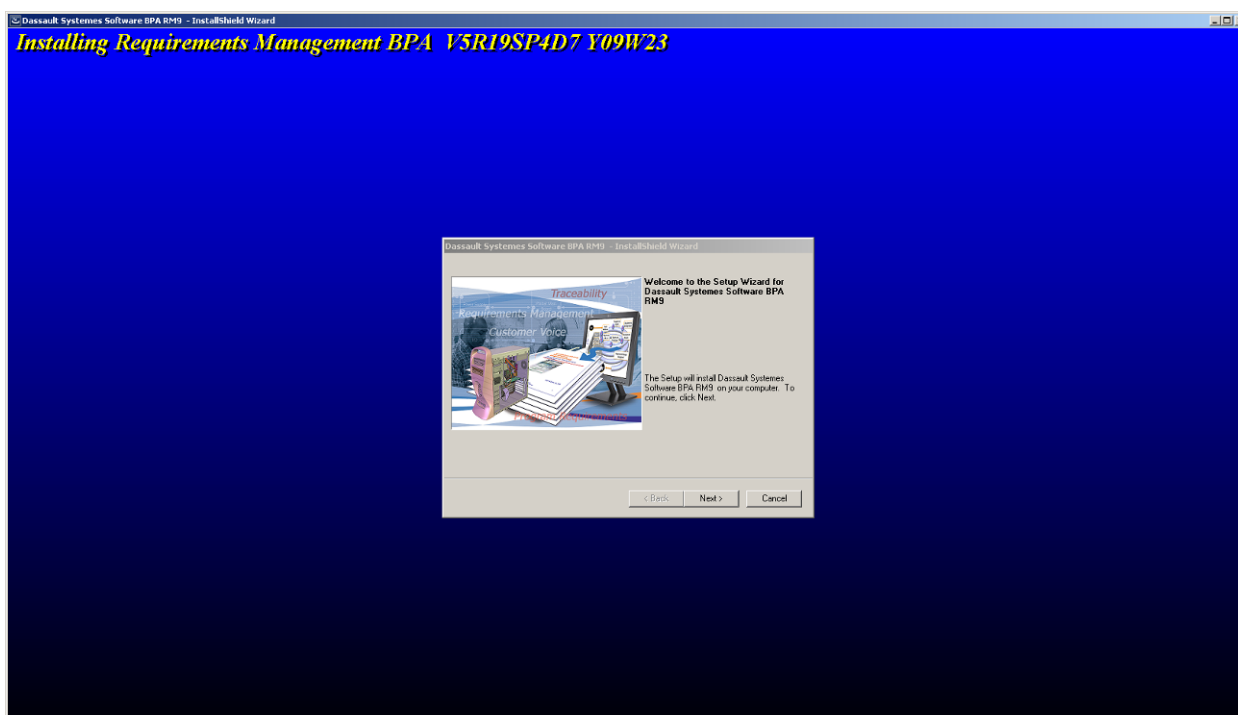 Dassault Systemes Software BPA RM9 - InstallShield Wizard
Installing Requirements Management BPA V5R19SP4D7 Y09W23
Dassault Systemes Software BPA RM9 - InstallShield Wizard
Traceability
Requirements Management
Customer Voice
Requirements
Welcome to the Setup Wizard for
Dassault Systemes Software BPA
RM9
The Setup will install Dassault Systemes
Software BPA RM9 on your computer. To
continue, click Next.
< Back
Next >
Cancel